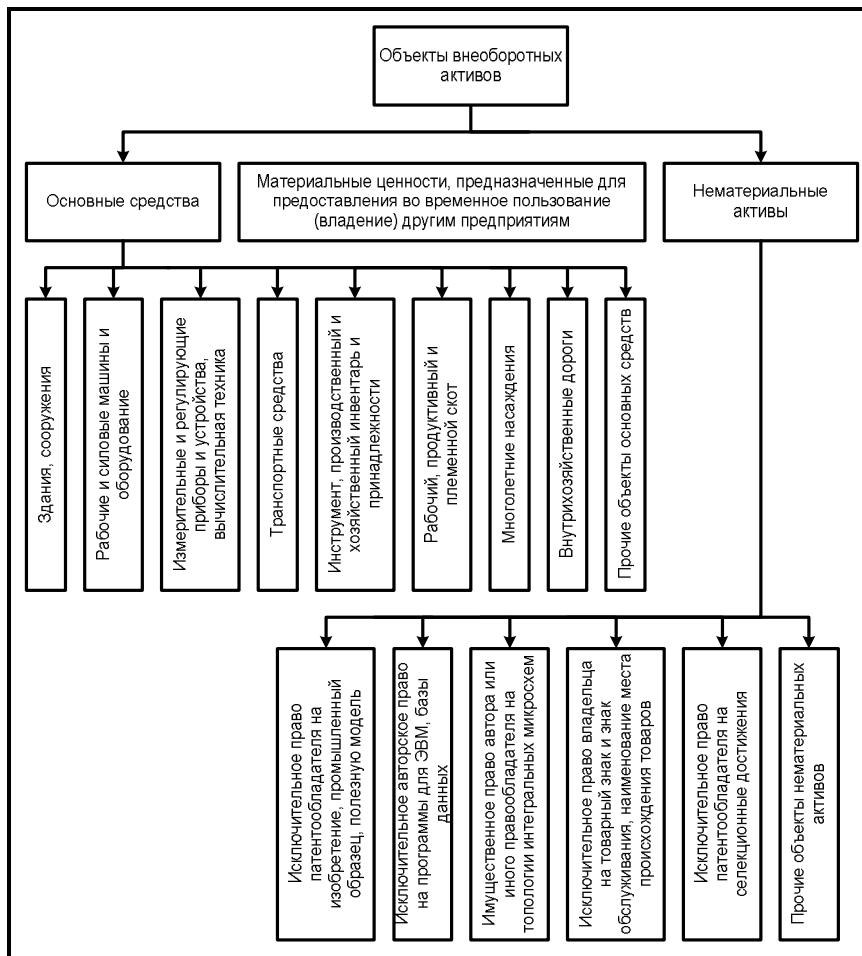 Объекты внеоборотных
активов
Основные средства
Материальные ценности, предназначенные для
предоставления во временное пользование
(владение) другим предприятиям
Нематериальные
активы
Здания, сооружения
Рабочие и силовые машины и
оборудование
Измерительные и регулирующие
приборы и устройства,
вычислительная техника
Транспортные средства
Инструмент, производственный и
хозяйственный инвентарь и
принадлежности
Рабочий, продуктивный и
племенной скот
Многолетние насаждения
Внутрихозяйственные дороги
Прочие объекты основных средств
Исключительное право
патентообладателя на
изобретение, промышленный
образец, полезную модель
Исключительное авторское право
на программы для ЭВМ, базы
данных
Имущественное право автора или
иного правообладателя на
топологии интегральных микросхем
Исключительное право владельца
на товарный знак и знак
обслуживания, наименование места
происхождения товаров
Исключительное право
патентообладателя на
селекционные достижения
Прочие объекты нематериальных
активов